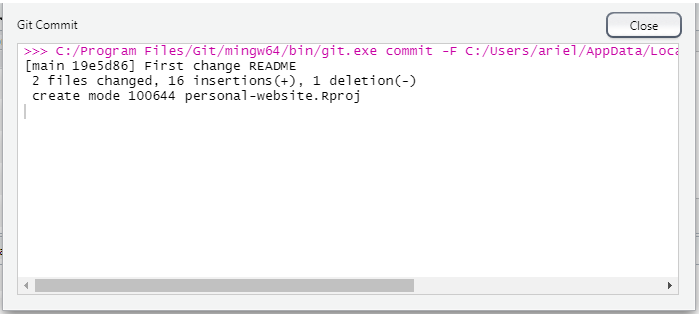 Git Commit
Close
>>> C:/Program Files/Git/mingw64/bin/git.exe commit -F C:/Users/ariel/AppData/Loca
[main 19e5d86] First change README
 2 files changed, 16 insertions(+), 1 deletion(-)
 create mode 100644 personal-website.Rproj